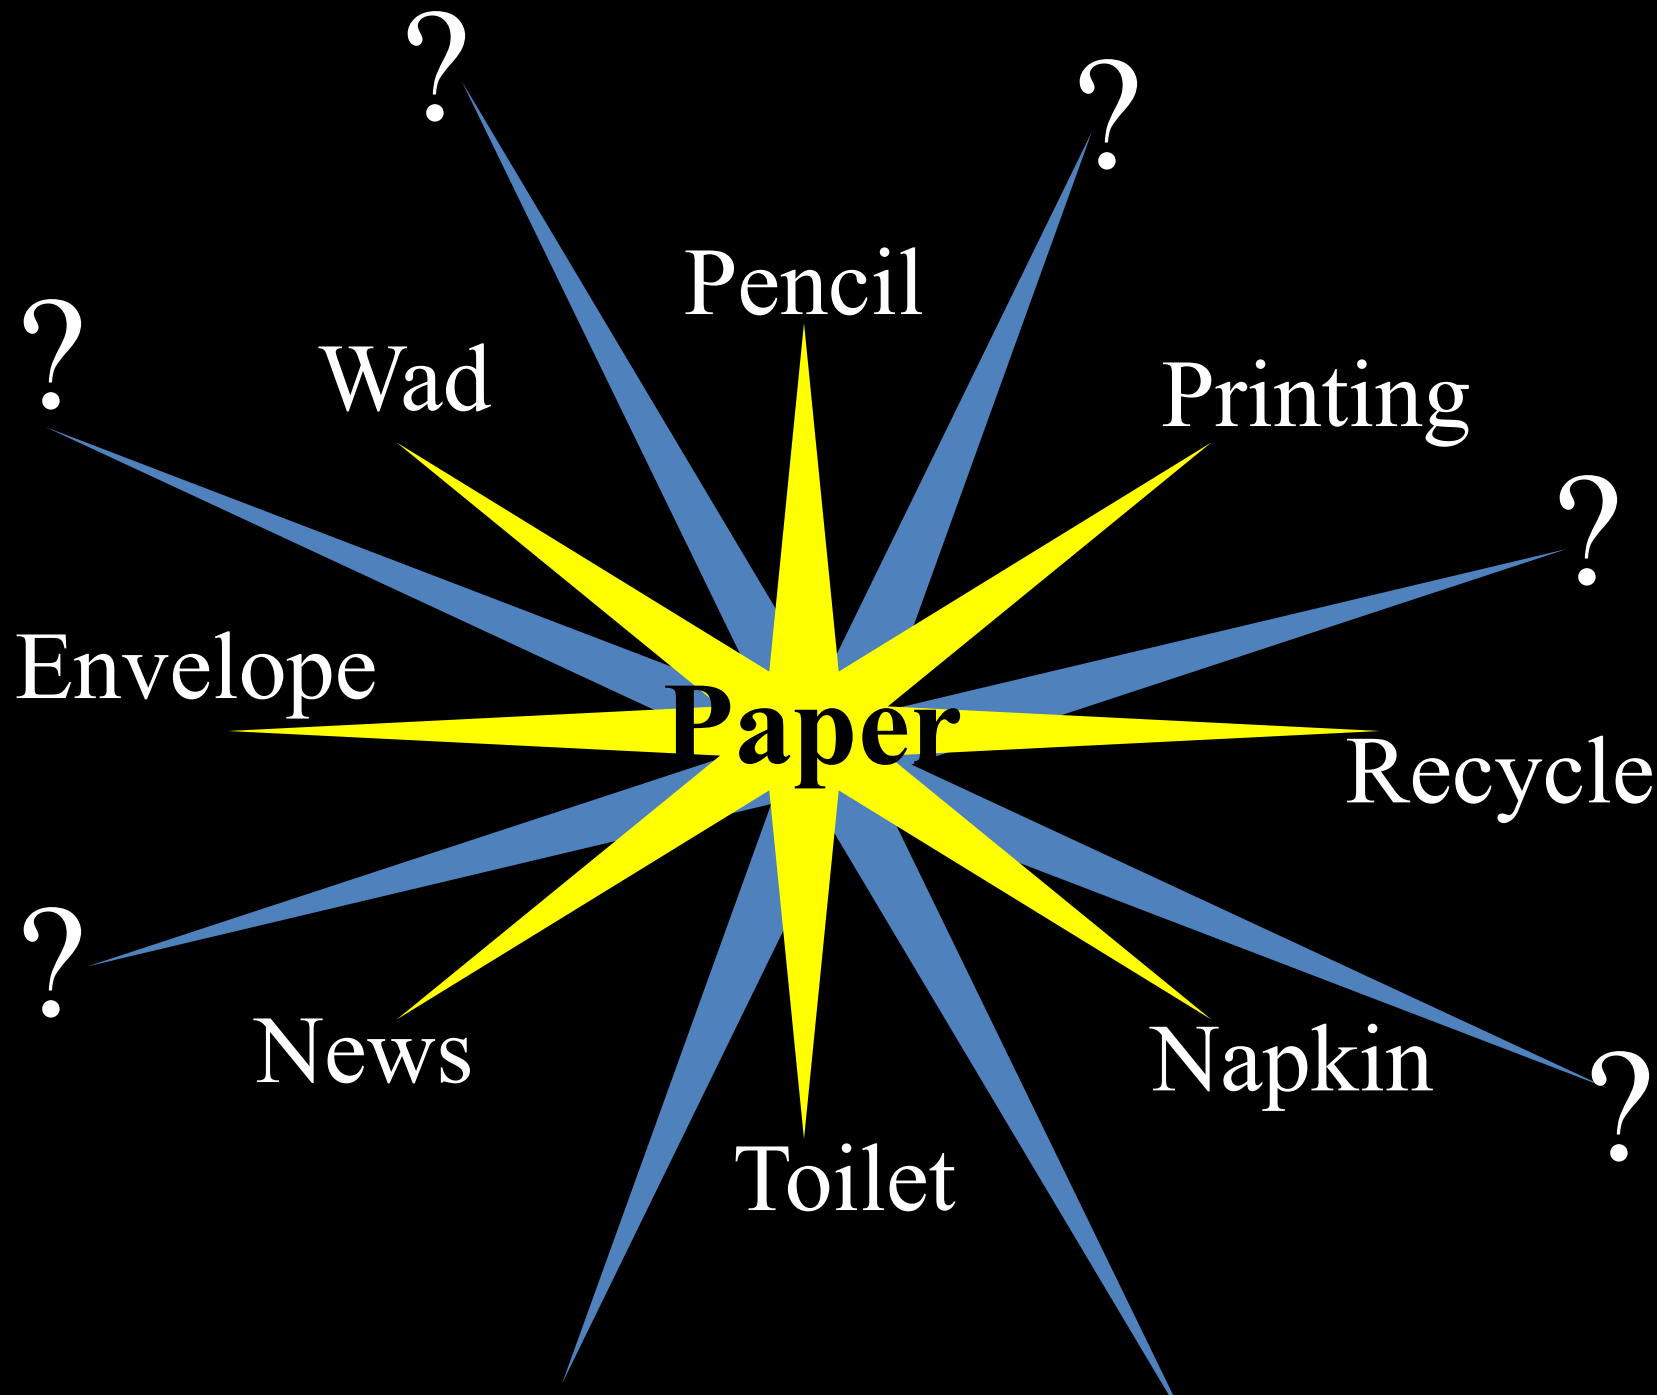 ?
?
Pencil
?
Wad
Printing
?
Envelope
Paper
Recycle
?
News
Napkin
?
Toilet